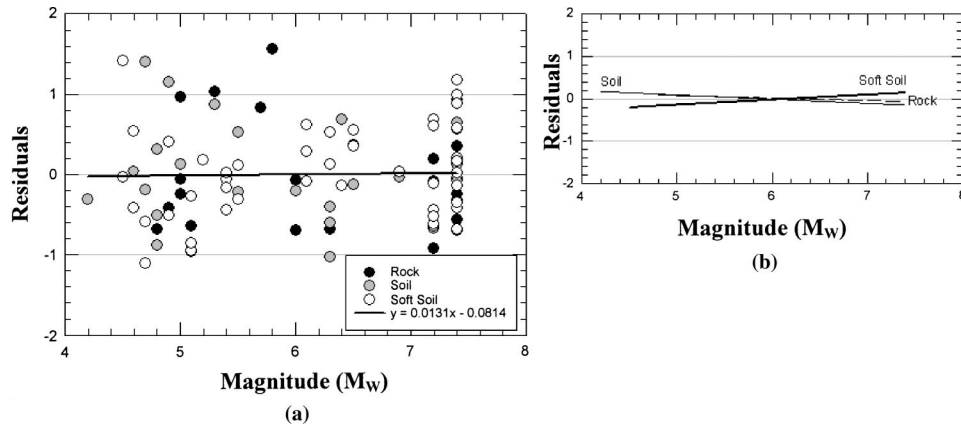 2
1
0
-1
-2
Residuals
4
5
6
7
8
Magnitude (MW)
Rock
Soil
Soft Soil
y = 0.0131x - 0.0814
(a)
2
1
0
-1
-2
Residuals
Soil
Soft Soil
Rock
4
5
6
7
8
Magnitude (MW)
(b)